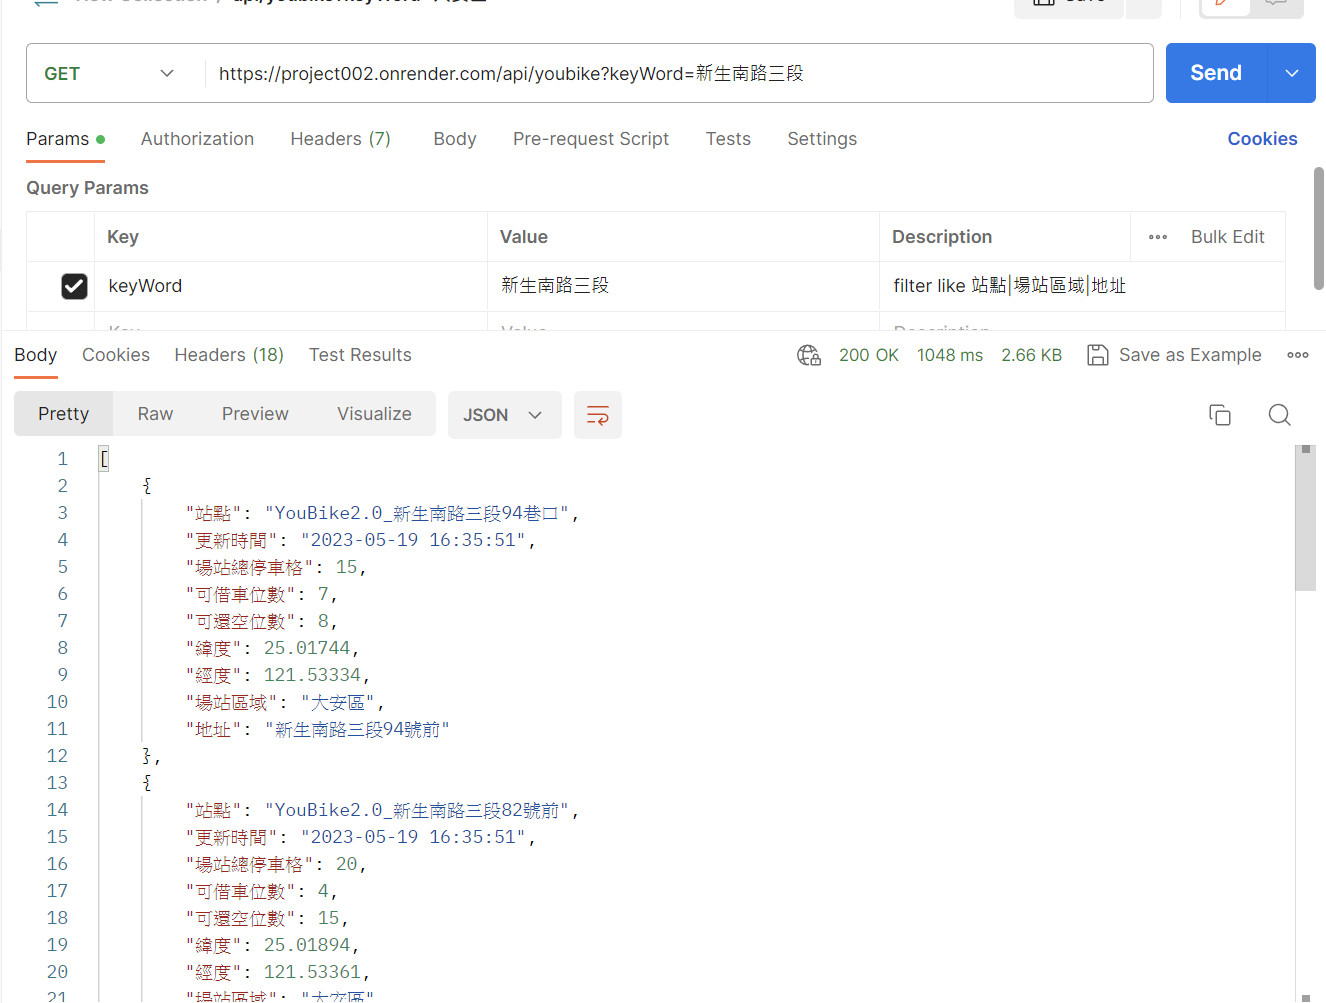 GET https://project002.onrender.com/api/youbike?keyWord=新生南路三段 Send
Params Authorization Headers (7) Body Pre-request Script Tests Settings Cookies
Query Params
Key Value Description Bulk Edit
keyWord 新生南路三段 filter like 站點|場站區域|地址
Body Cookies Headers (18) Test Results 200 OK 1048 ms 2.66 KB Save as Example
Pretty Raw Preview Visualize JSON
1 [
2 {
3 "站點": "YouBike2.0_新生南路三段94巷口",
4 "更新時間": "2023-05-19 16:35:51",
5 "場站總停車格": 15,
6 "可借車位數": 7,
7 "可還空位數": 8,
8 "緯度": 25.01744,
9 "經度": 121.53334,
10 "場站區域": "大安區",
11 "地址": "新生南路三段94號前"
12 },
13 {
14 "站點": "YouBike2.0_新生南路三段82號前",
15 "更新時間": "2023-05-19 16:35:51",
16 "場站總停車格": 20,
17 "可借車位數": 4,
18 "可還空位數": 15,
19 "緯度": 25.01894,
20 "經度": 121.53361,
21 "場站區域": "大安區"